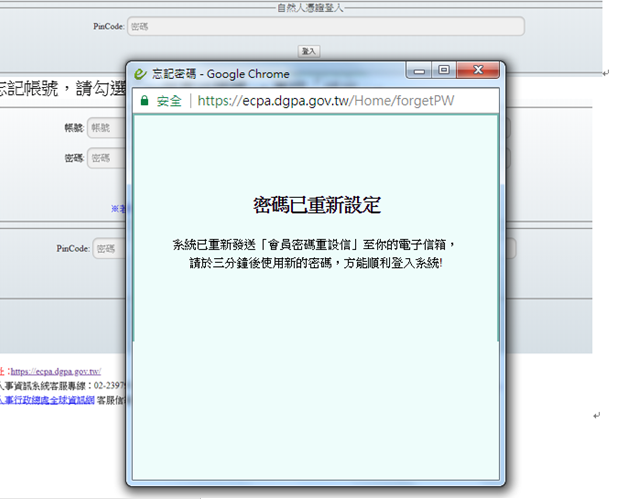 自然人憑證登入
PinCode: 密碼
登入
忘記帳號，請勾選
帳號: 帳號
密碼: 密碼
PinCode: 密碼
忘記密碼 - Google Chrome
安全 | https://ecpa.dgpa.gov.tw/Home/forgetPW
密碼已重新設定
系統已重新發送「會員密碼重設信」至你的電子信箱，
請於三分鐘後使用新的密碼，方能順利登入系統!
址：https://ecpa.dgpa.gov.tw/
人事資訊系統客服專線：02-2397
人事行政總處全球資訊網 客服信